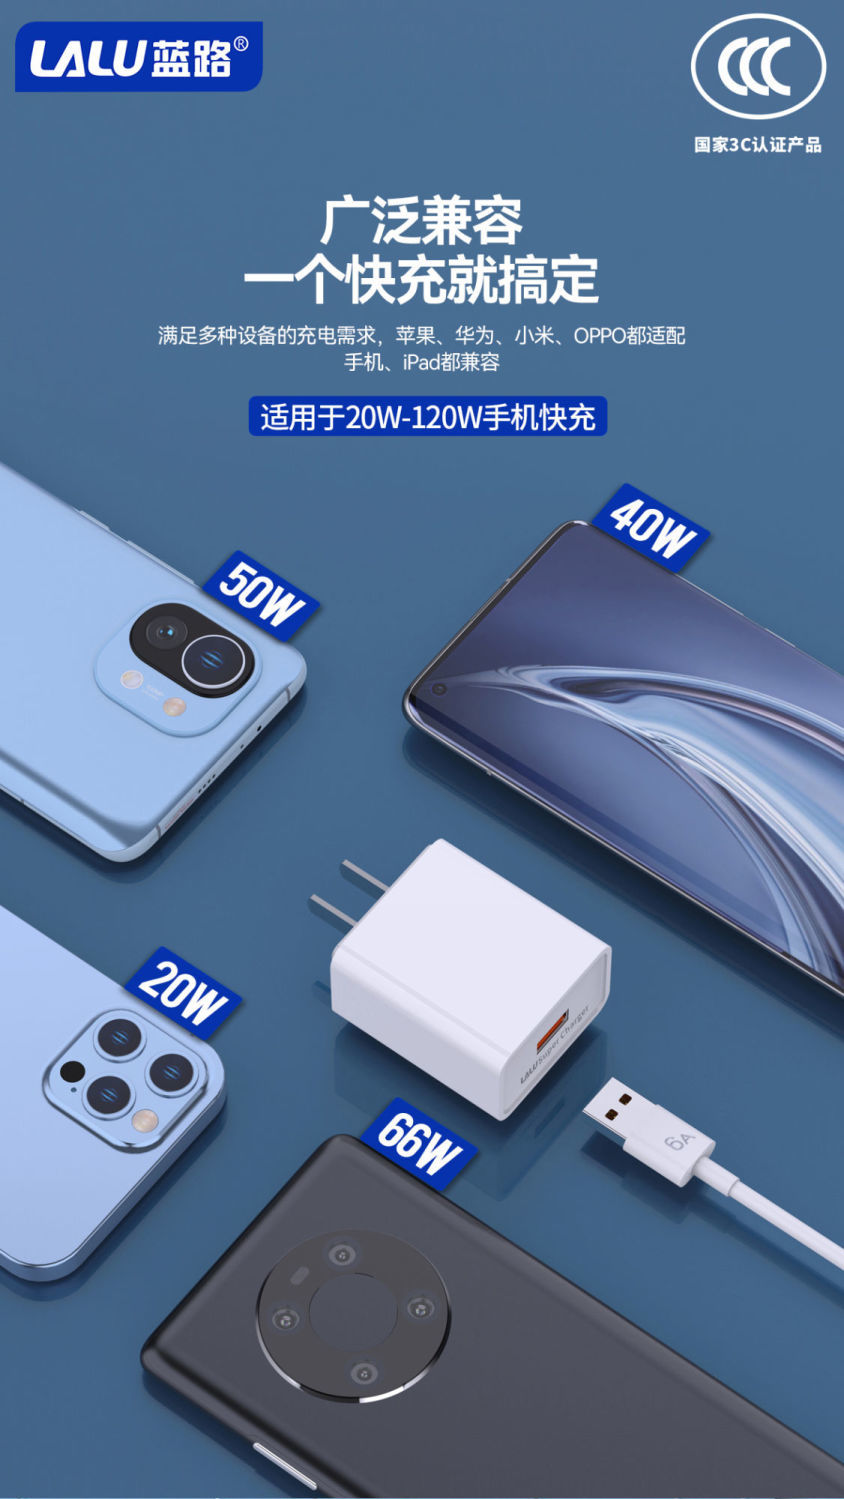 LALU蓝路®
CCC
国家3C认证产品
广泛兼容
一个快充就搞定
满足多种设备的充电需求，苹果、华为、小米、OPPO都适配
手机、iPad都兼容
适用于20W-120W手机快充
50W
40W
20W
LALU Super Charger
6A
66W